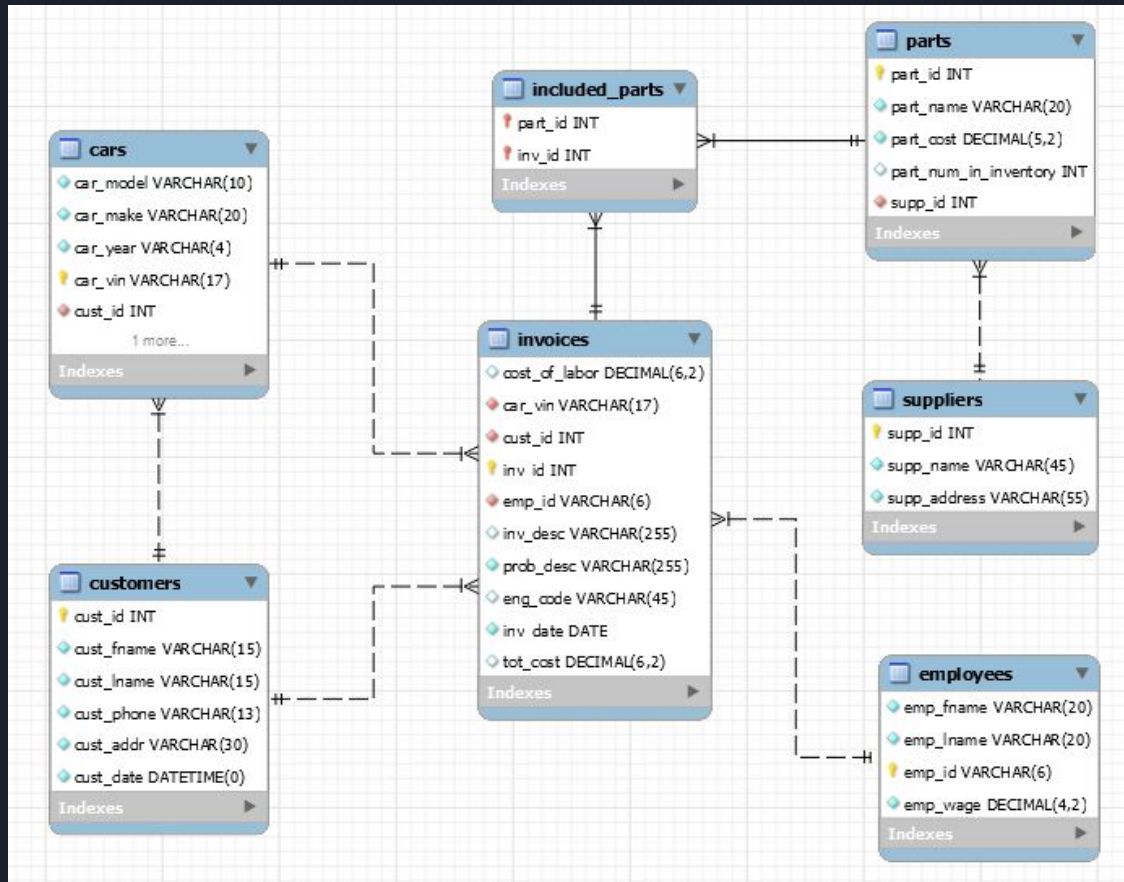 cars
car_model VARCHAR(10)
car_make VARCHAR(20)
car_year VARCHAR(4)
car_vin VARCHAR(17)
cust_id INT
1 more...
Indexes
customers
cust_id INT
cust_fname VARCHAR(15)
cust_lname VARCHAR(15)
cust_phone VARCHAR(13)
cust_addr VARCHAR(30)
cust_date DATETIME(0)
Indexes
included_parts
part_id INT
inv_id INT
Indexes
invoices
cost_of_labor DECIMAL(6,2)
car_vin VARCHAR(17)
cust_id INT
inv_id INT
emp_id VARCHAR(6)
inv_desc VARCHAR(255)
prob_desc VARCHAR(255)
eng_code VARCHAR(45)
inv_date DATE
tot_cost DECIMAL(6,2)
Indexes
parts
part_id INT
part_name VARCHAR(20)
part_cost DECIMAL(5,2)
part_num_in_inventory INT
supp_id INT
Indexes
suppliers
supp_id INT
supp_name VARCHAR(45)
supp_address VARCHAR(55)
Indexes
employees
emp_fname VARCHAR(20)
emp_lname VARCHAR(20)
emp_id VARCHAR(6)
emp_wage DECIMAL(4,2)
Indexes